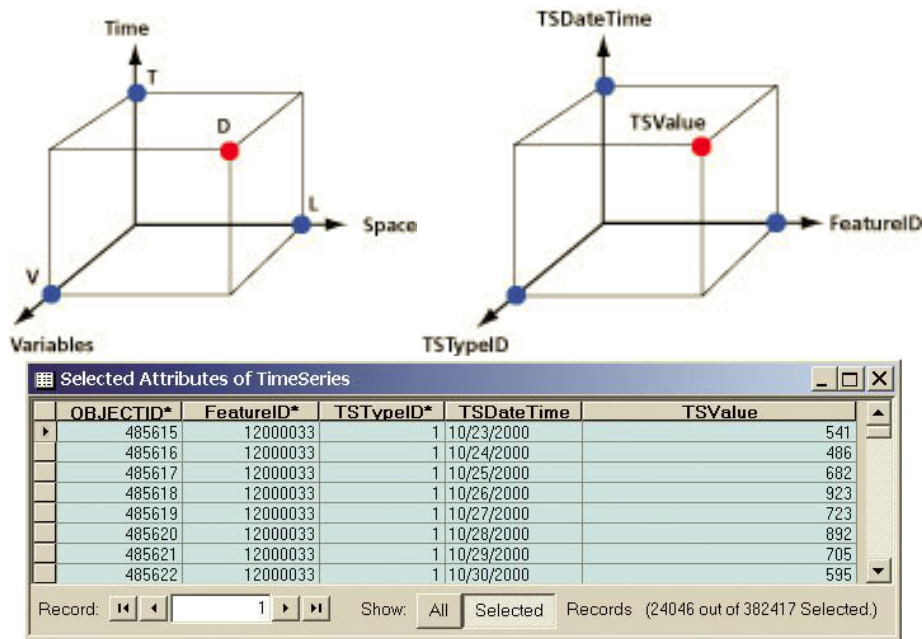 Time
T
D
L
Space
V
Variables
TSDateTime
TSValue
FeatureID
TSTypeID
Selected Attributes of TimeSeries
OBJECTID* FeatureID* TSTypeID* TSDateTime TSValue
485615 12000033 1 10/23/2000 541
485616 12000033 1 10/24/2000 486
485617 12000033 1 10/25/2000 682
485618 12000033 1 10/26/2000 923
485619 12000033 1 10/27/2000 723
485620 12000033 1 10/28/2000 892
485621 12000033 1 10/29/2000 705
485622 12000033 1 10/30/2000 595
Record: 1 Show: All Selected Records (24046 out of 382417 Selected.)